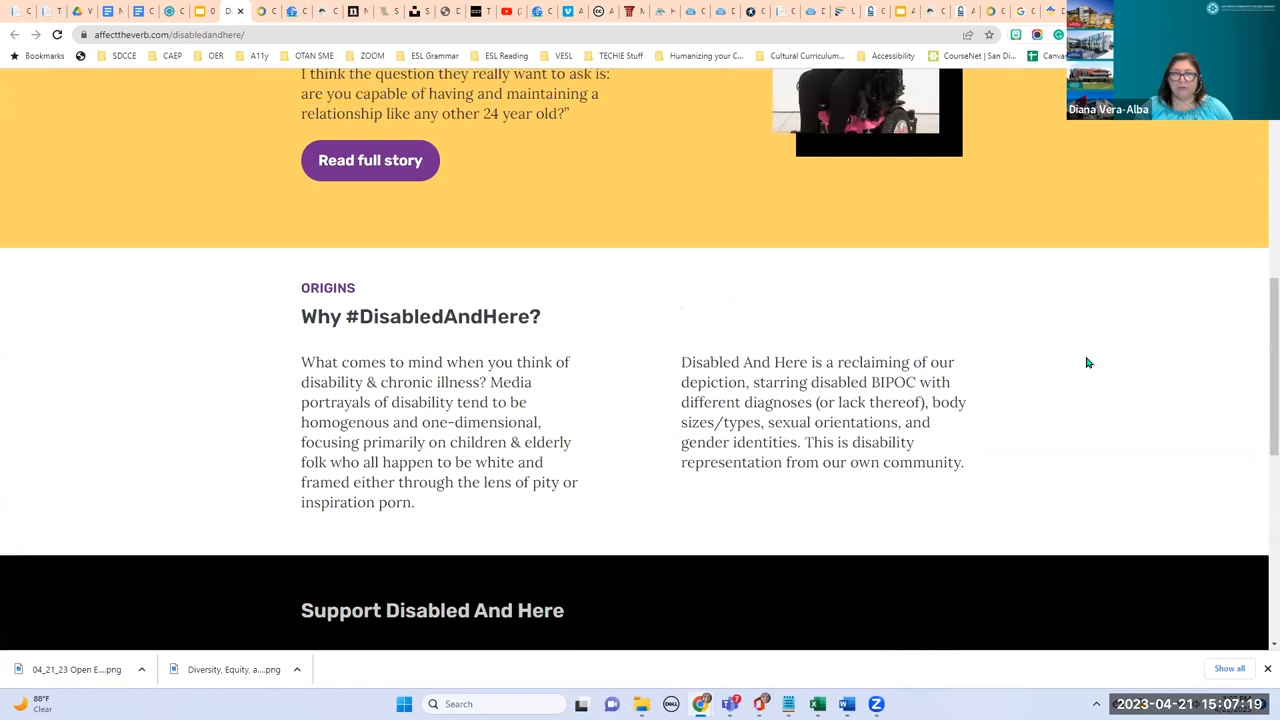 affecttheverb.com/disabledandhere/
Bookmarks
SDCCE
CAEP
OER
A11y
OTAN SME
ZOOM
ESL Grammar
ESL Reading
VESL
TECHIE Stuff
Humanizing your C...
Cultural Curriculum...
Accessibility
CourseNet | San Di...
Canvas
Diana Vera-Alba
I think the question they really want to ask is:
are you capable of having and maintaining a
relationship like any other 24 year old?”
Read full story
ORIGINS
Why #DisabledAndHere?
What comes to mind when you think of
disability & chronic illness? Media
portrayals of disability tend to be
homogenous and one-dimensional,
focusing primarily on children & elderly
folk who all happen to be white and
framed either through the lens of pity or
inspiration porn.
Disabled And Here is a reclaiming of our
depiction, starring disabled BIPOC with
different diagnoses (or lack thereof), body
sizes/types, sexual orientations, and
gender identities. This is disability
representation from our own community.
Support Disabled And Here
04_21_23 Open E....png
Diversity, Equity, a....png
Show all
88°F
Clear
Search
2023-04-21 15:07:19